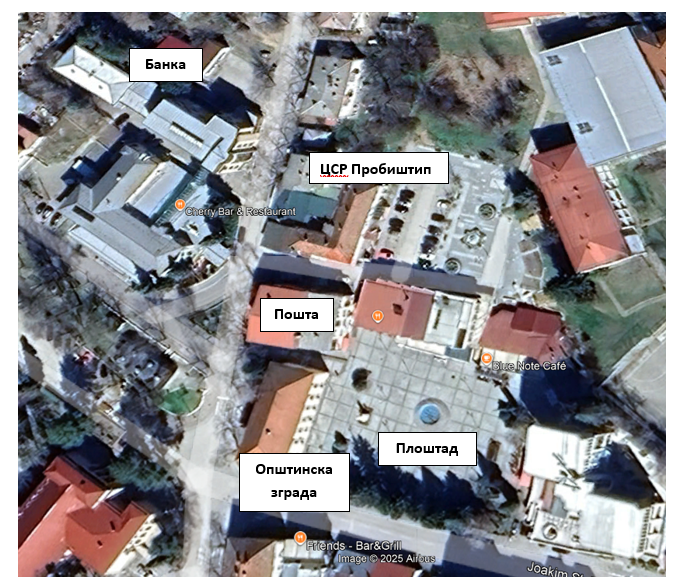 Банка
ЦСР Пробиштип
Cherry Bar & Restaurant
Пошта
Blue Note Café
Плоштад
Општинска
зграда
Friends - Bar&Grill
Image © 2025 Airbus
Joakim